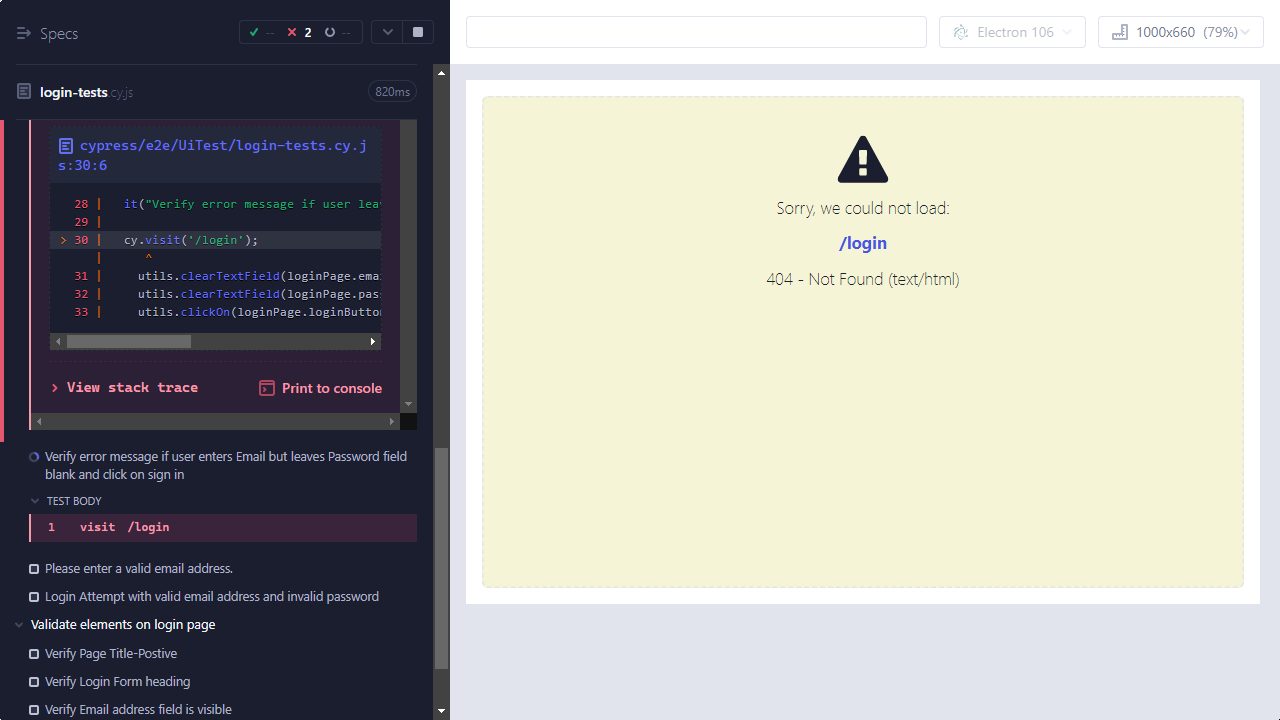 Specs
--
2
--
login-tests.cy.js
820ms
cypress/e2e/UiTest/login-tests.cy.j
s:30:6
28 | it("Verify error message if user lea
29 |
> 30 | cy.visit('/login');
| ^
31 | utils.clearTextField(loginPage.ema
32 | utils.clearTextField(loginPage.pas
33 | utils.clickOn(loginPage.loginButto
View stack trace
Print to console
Verify error message if user enters Email but leaves Password field
blank and click on sign in
TEST BODY
1 visit /login
Please enter a valid email address.
Login Attempt with valid email address and invalid password
Validate elements on login page
Verify Page Title-Postive
Verify Login Form heading
Verify Email address field is visible
Electron 106
1000x660 (79%)
Sorry, we could not load:
/login
404 - Not Found (text/html)